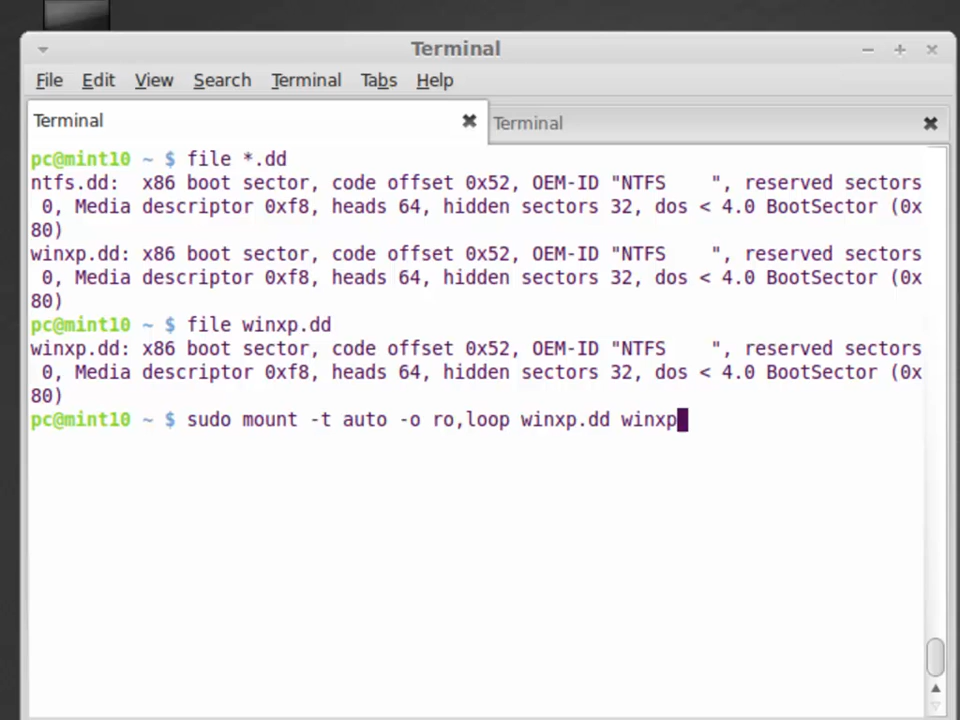 Terminal
File Edit View Search Terminal Tabs Help
Terminal Terminal
pc@mint10 ~ $ file *.dd
ntfs.dd:  x86 boot sector, code offset 0x52, OEM-ID "NTFS    ", reserved sectors
 0, Media descriptor 0xf8, heads 64, hidden sectors 32, dos < 4.0 BootSector (0x
80)
winxp.dd: x86 boot sector, code offset 0x52, OEM-ID "NTFS    ", reserved sectors
 0, Media descriptor 0xf8, heads 64, hidden sectors 32, dos < 4.0 BootSector (0x
80)
pc@mint10 ~ $ file winxp.dd
winxp.dd: x86 boot sector, code offset 0x52, OEM-ID "NTFS    ", reserved sectors
 0, Media descriptor 0xf8, heads 64, hidden sectors 32, dos < 4.0 BootSector (0x
80)
pc@mint10 ~ $ sudo mount -t auto -o ro,loop winxp.dd winxp